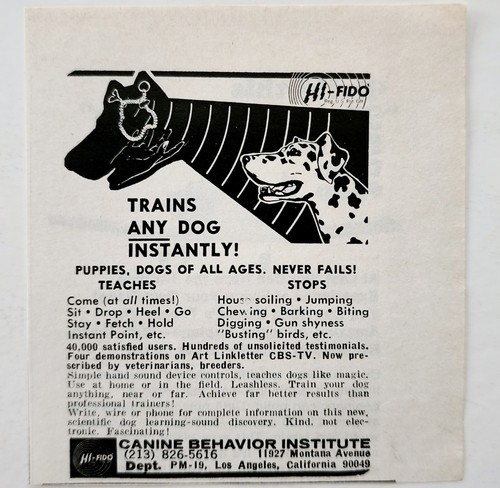 HI-FIDO
Reg. U.S. Pat. Off.
TRAINS
ANY DOG
INSTANTLY!
PUPPIES, DOGS OF ALL AGES. NEVER FAILS!
TEACHES
Come (at all times!)
Sit • Drop • Heel • Go
Stay • Fetch • Hold
Instant Point, etc.
STOPS
House soiling • Jumping
Chewing • Barking • Biting
Digging • Gun shyness
"Busting" birds, etc.
40,000 satisfied users. Hundreds of unsolicited testimonials.
Four demonstrations on Art Linkletter CBS-TV. Now pre-
scribed by veterinarians, breeders.
Simple hand sound device controls, teaches dogs like magic.
Use at home or in the field. Leashless. Train your dog
anything, near or far. Achieve far better results than
professional trainers!
Write, wire or phone for complete information on this new,
scientific dog learning-sound discovery. Kind, not elec-
tronic. Fascinating!
HI-FIDO
CANINE BEHAVIOR INSTITUTE
(213) 826-5616 11927 Montana Avenue
Dept. PM-19, Los Angeles, California 90049